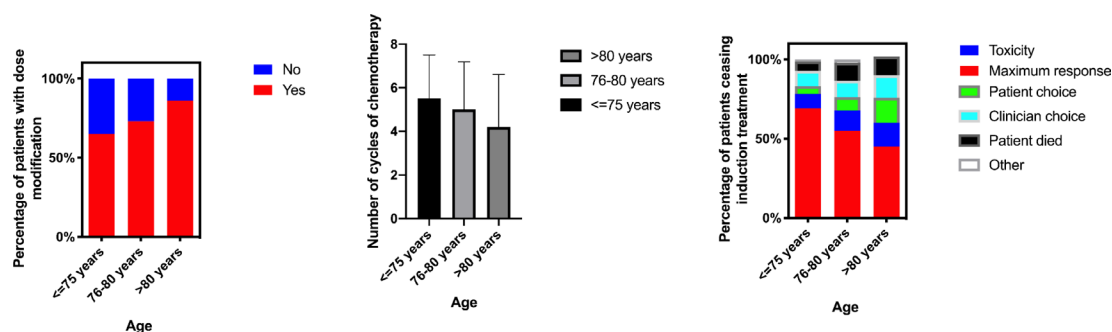 Percentage of patients with dose
modification
100%
50%
0%
<=75 years
76-80 years
>80 years
Age
No
Yes
Number of cycles of chemotherapy
8
6
4
2
0
<=75 years
76-80 years
>80 years
Age
>80 years
76-80 years
<=75 years
Percentage of patients ceasing
induction treatment
100%
50%
0%
<=75 years
76-80 years
>80 years
Age
Toxicity
Maximum response
Patient choice
Clinician choice
Patient died
Other